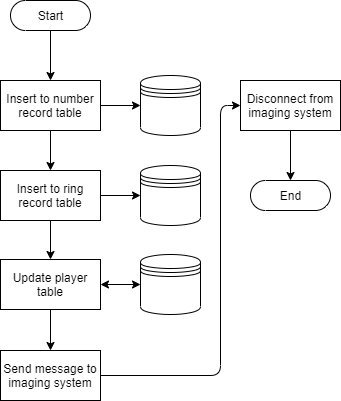 Start
Insert to number
record table
Insert to ring
record table
Update player
table
Send message to
imaging system
Disconnect from
imaging system
End